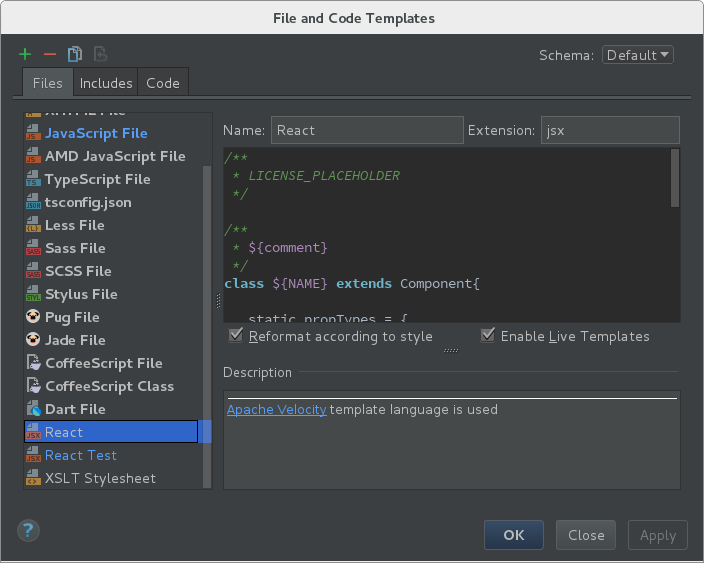 File and Code Templates
Schema: Default
Files Includes Code
JavaScript File
AMD JavaScript File
TypeScript File
tsconfig.json
Less File
Sass File
SCSS File
Stylus File
Pug File
Jade File
CoffeeScript File
CoffeeScript Class
Dart File
React
React Test
XSLT Stylesheet
Name: React Extension: jsx
/**
* LICENSE_PLACEHOLDER
*/
/**
* ${comment}
*/
class ${NAME} extends Component{
static propTypes = {
Reformat according to style Enable Live Templates
Description
Apache Velocity template language is used
? OK Close Apply